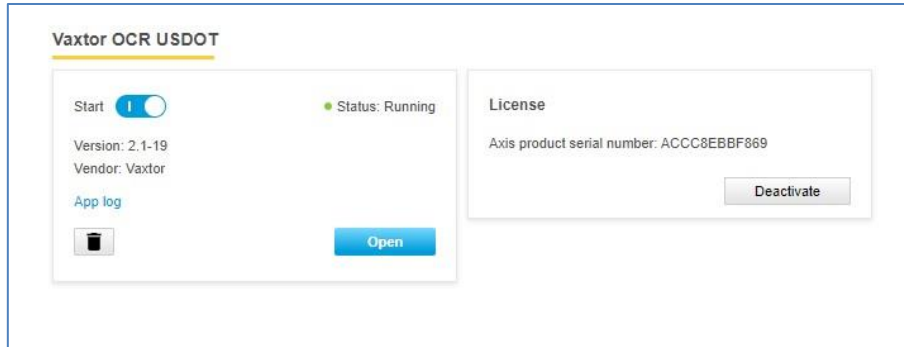 Vaxtor OCR USDOT
Start
Status: Running
Version: 2.1-19
Vendor: Vaxtor
App log
Open
License
Axis product serial number: ACCC8EBBF869
Deactivate